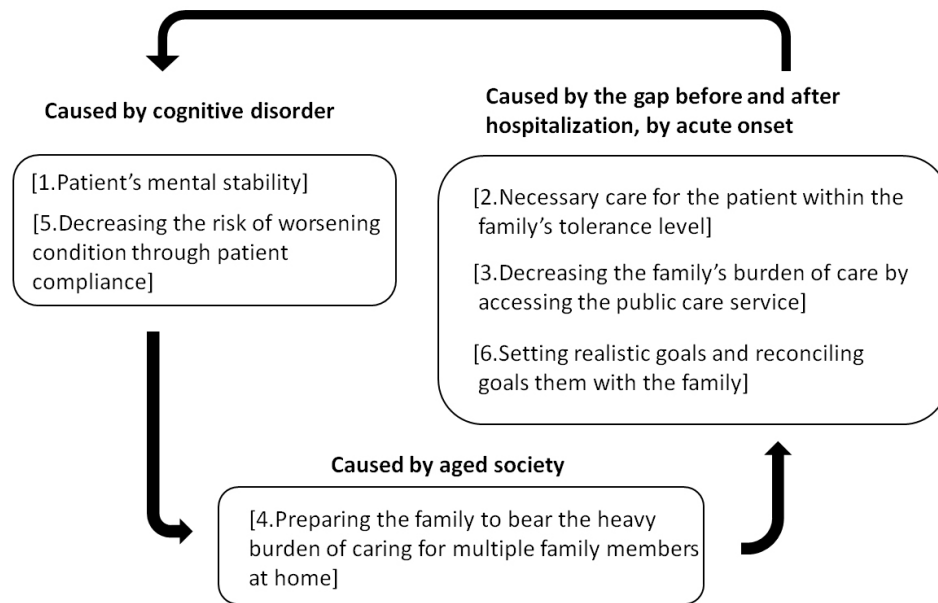 Caused by cognitive disorder
[1.Patient’s mental stability]
[5.Decreasing the risk of worsening
condition through patient
compliance]
Caused by the gap before and after
hospitalization, by acute onset
[2.Necessary care for the patient within the
family’s tolerance level]
[3.Decreasing the family’s burden of care by
accessing the public care service]
[6.Setting realistic goals and reconciling
goals them with the family]
Caused by aged society
[4.Preparing the family to bear the heavy
burden of caring for multiple family members
at home]